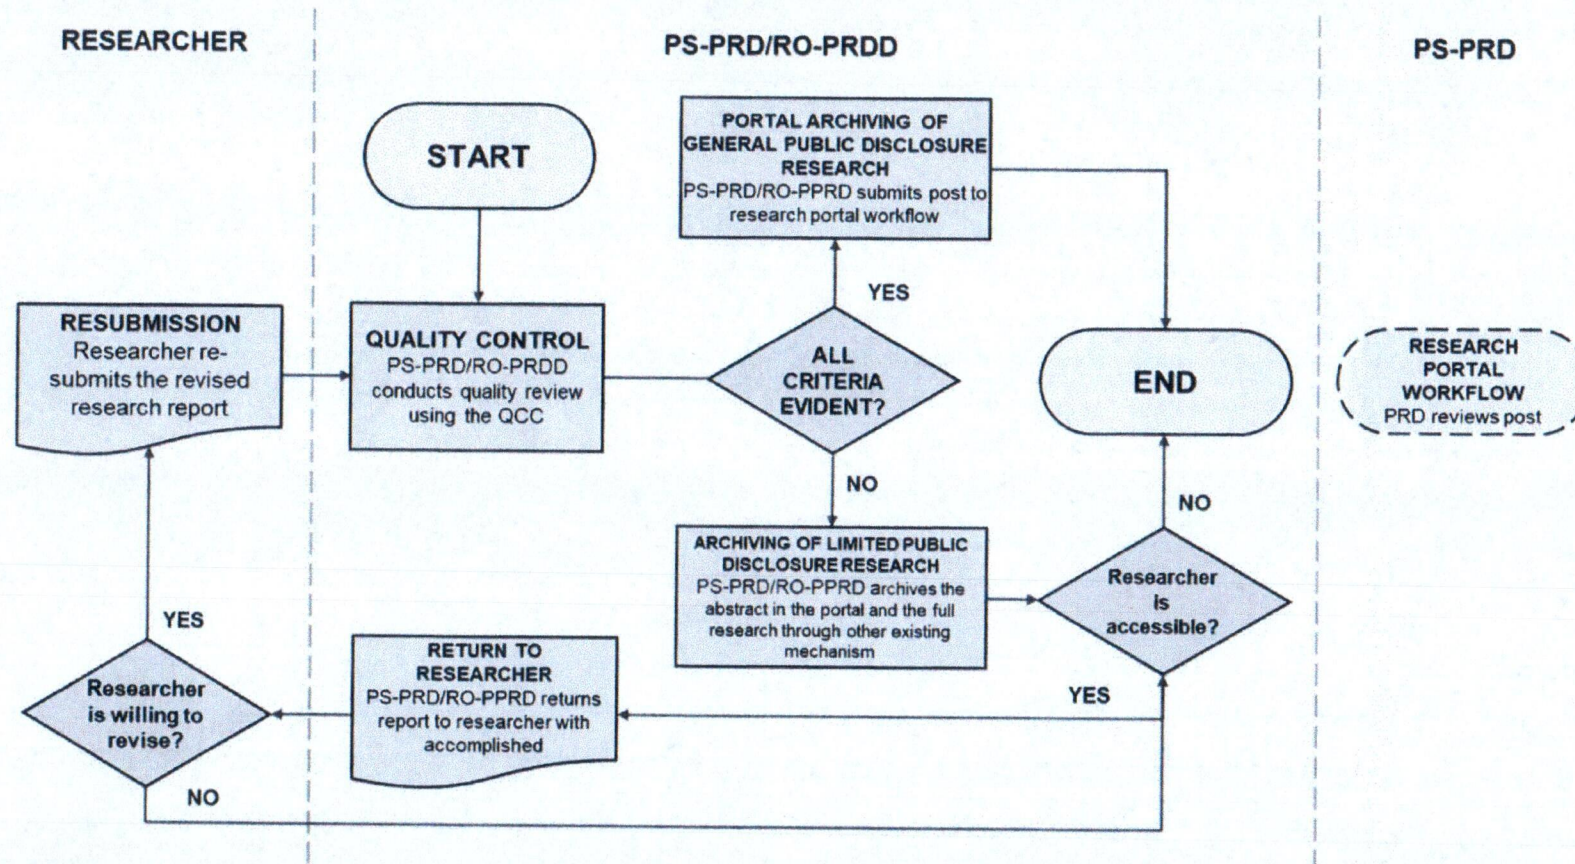 RESEARCHER
PS-PRD/RO-PRDD
PS-PRD
START
PORTAL ARCHIVING OF
GENERAL PUBLIC DISCLOSURE
RESEARCH
PS-PRD/RO-PPRD submits post to
research portal workflow
YES
RESUBMISSION
Researcher re-
submits the revised
research report
QUALITY CONTROL
PS-PRD/RO-PRDD
conducts quality review
using the QCC
ALL
CRITERIA
EVIDENT?
END
RESEARCH
PORTAL
WORKFLOW
PRD reviews post
NO
NO
ARCHIVING OF LIMITED PUBLIC
DISCLOSURE RESEARCH
PS-PRD/RO-PPRD archives the
abstract in the portal and the full
research through other existing
mechanism
Researcher
is
accessible?
YES
RETURN TO
RESEARCHER
PS-PRD/RO-PPRD returns
report to researcher with
accomplished
YES
Researcher
is willing to
revise?
NO